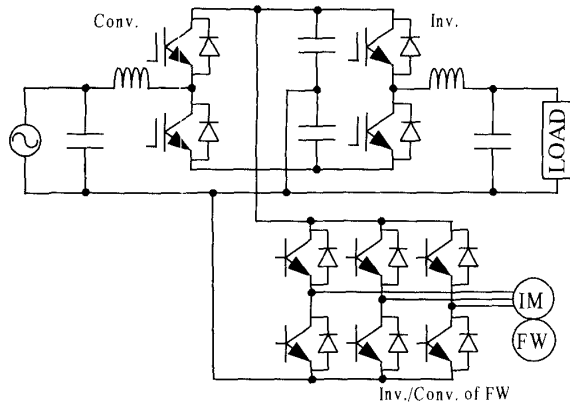 Conv.
Inv.
LOAD
IM
FW
Inv./Conv. of FW